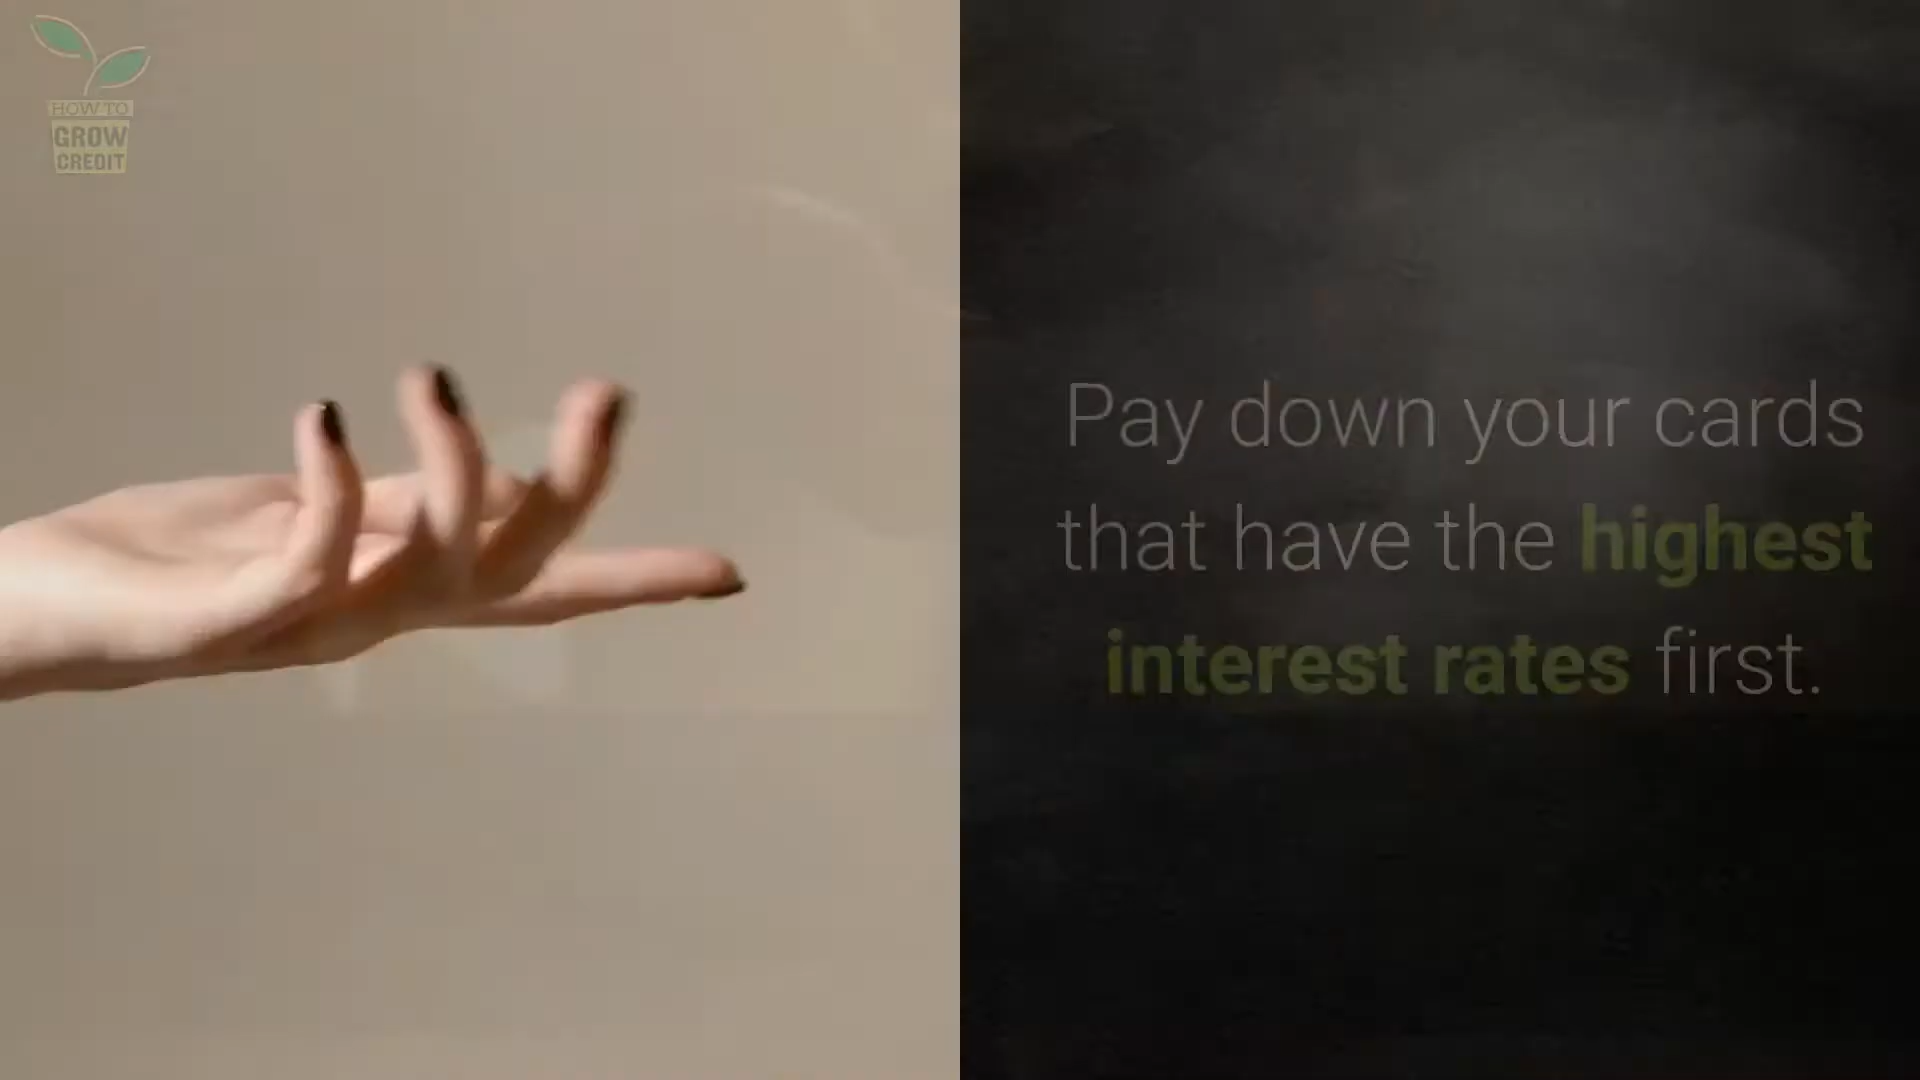 HOW TO
GROW
CREDIT
Pay down your cards
that have the highest
interest rates first.